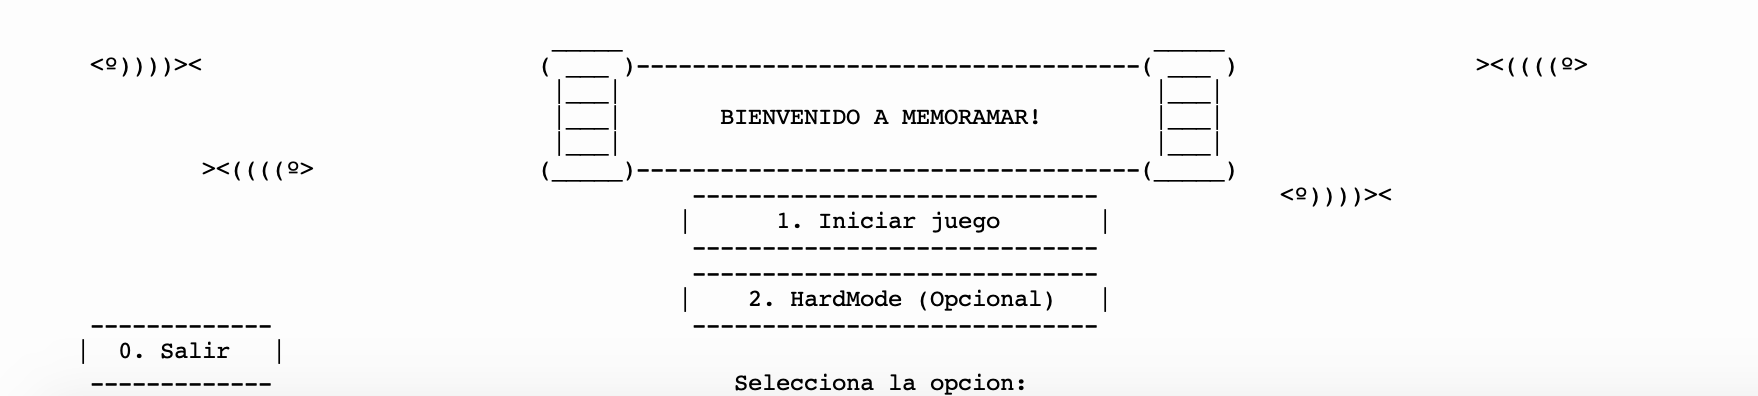 BIENVENIDO A MEMORAMAR!
1. Iniciar juego
2. HardMode (Opcional)
0. Salir
Selecciona la opcion: